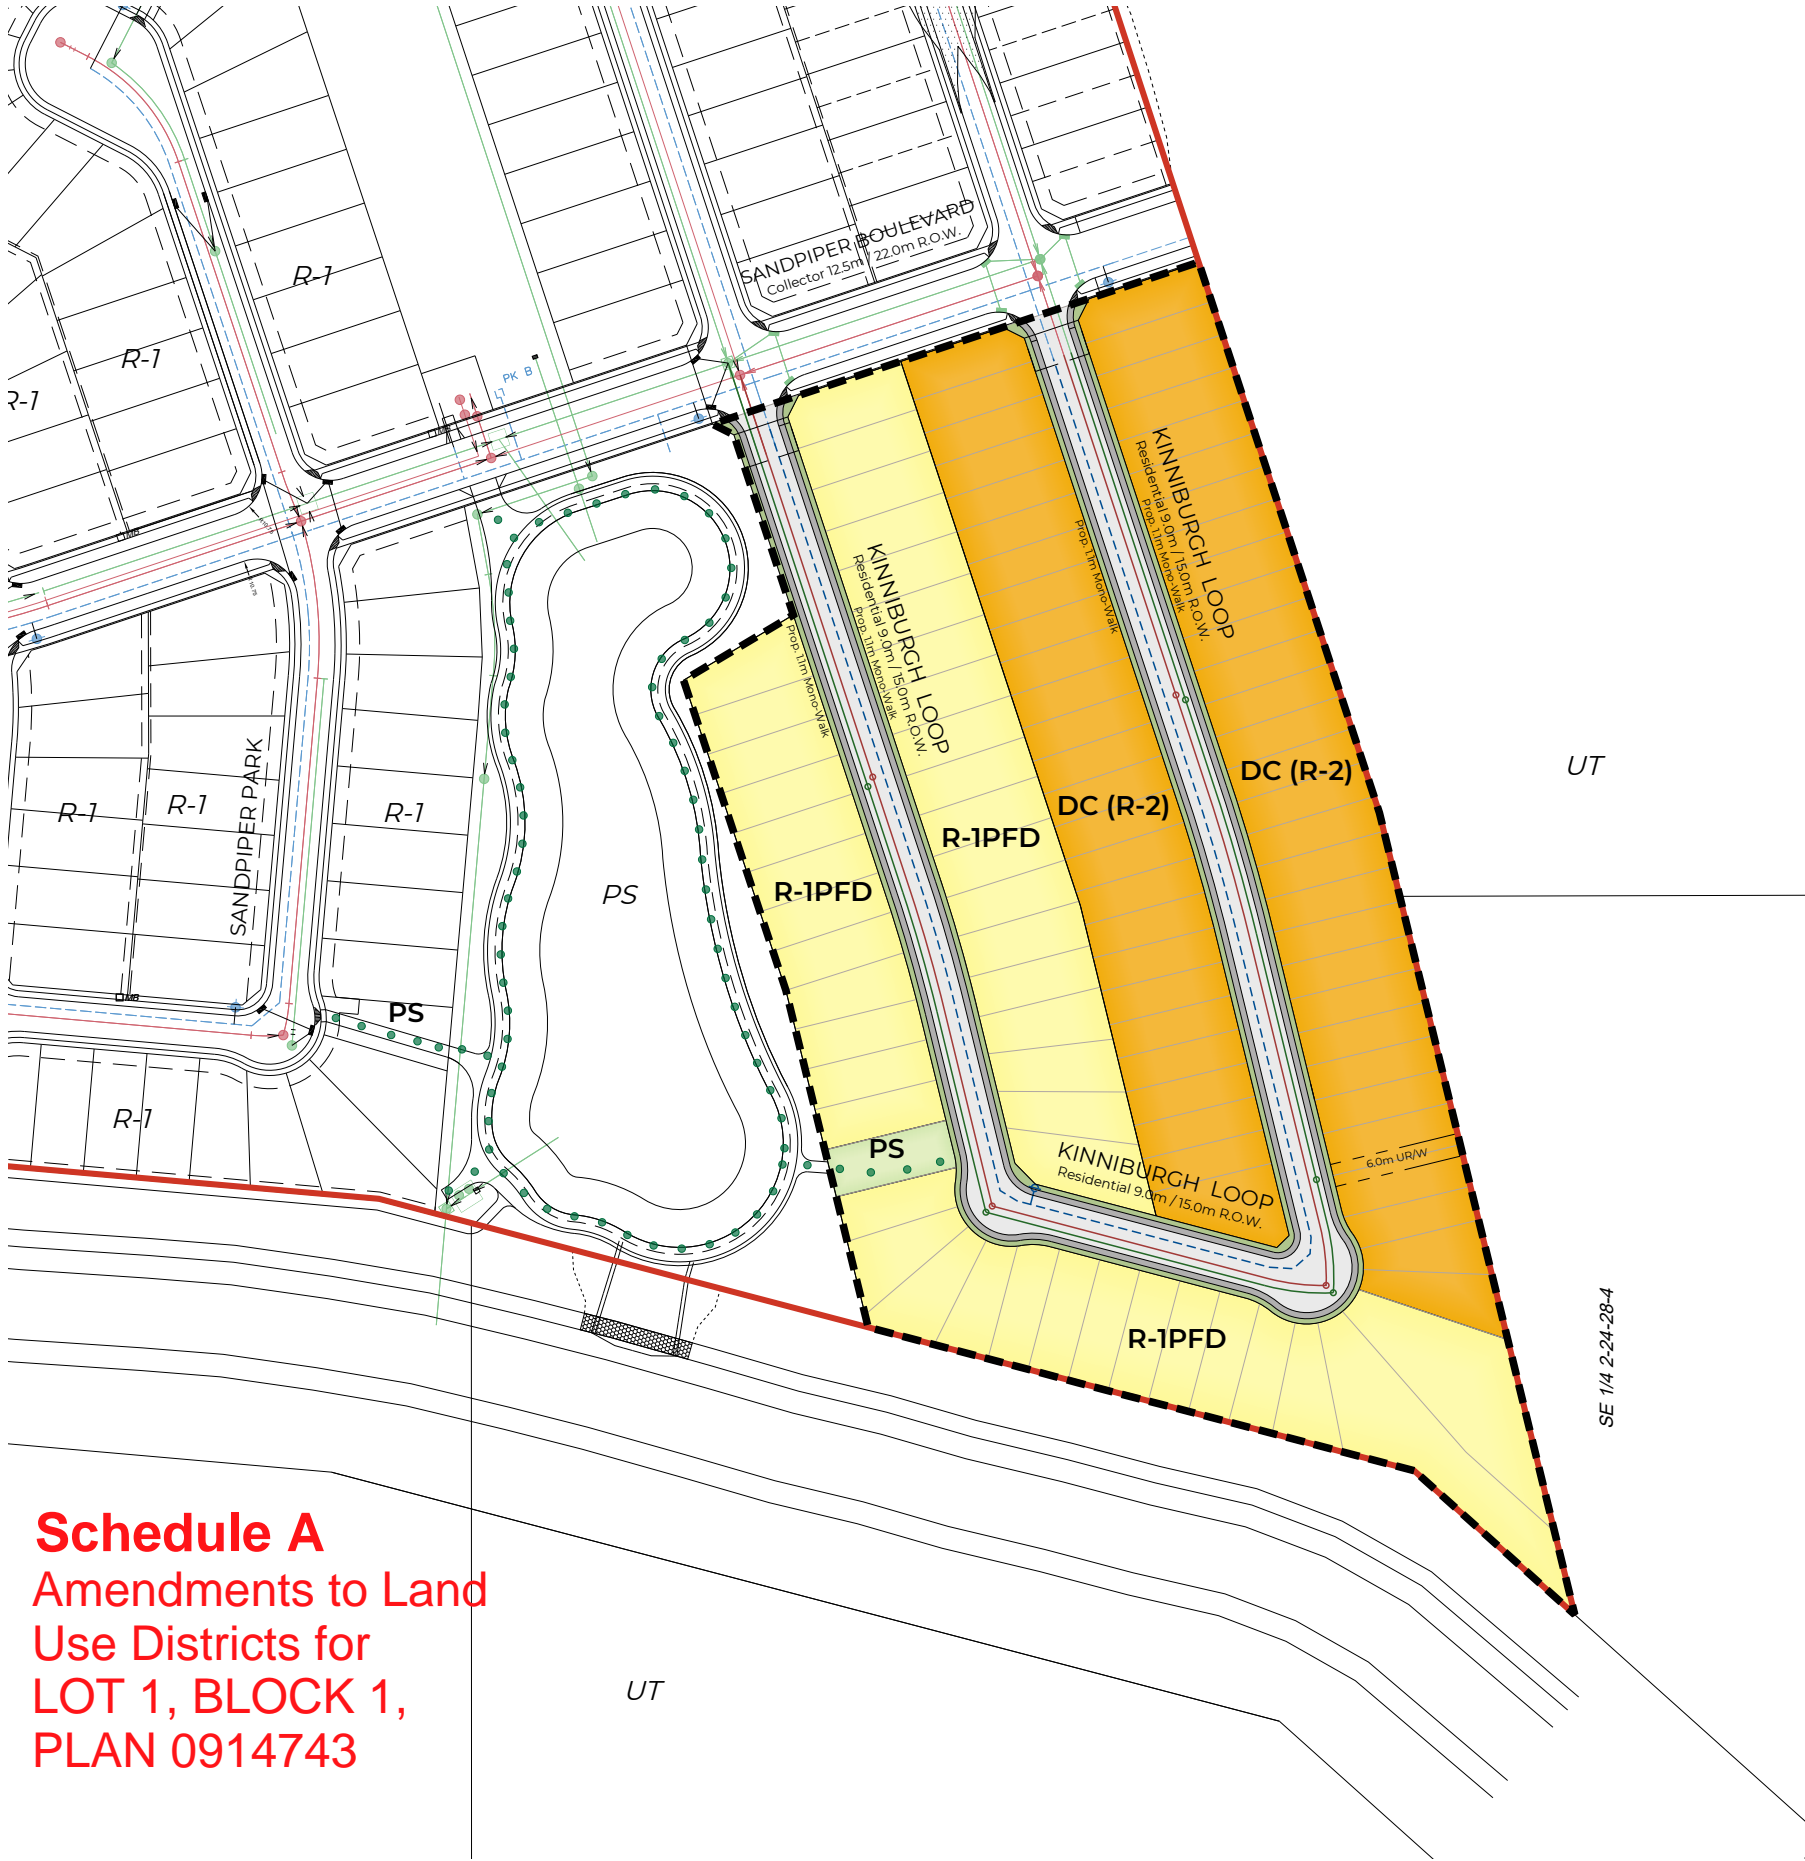 SANDPIPER BOULEVARD
Collector 12.5m / 22.0m R.O.W.
R-1
R-1
R-1
PK B
KINNIBURGH LOOP
Residential 9.0m / 15.0m R.O.W.
Prop. 1.1m Mono-Walk
Prop. 1.1m Mono-Walk
KINNIBURGH LOOP
Residential 9.0m / 15.0m R.O.W.
Prop. 1.1m Mono-Walk
Prop. 1.1m Mono-Walk
MB
SANDPIPER PARK
R-1
R-1
R-1
PS
R-1PFD
R-1PFD
DC (R-2)
DC (R-2)
UT
MB
PS
R-1
PS
KINNIBURGH LOOP
Residential 9.0m / 15.0m R.O.W.
6.0m UR/W
R-1PFD
SE 1/4 2-24-28-4
Schedule A
Amendments to Land
Use Districts for
LOT 1, BLOCK 1,
PLAN 0914743
UT